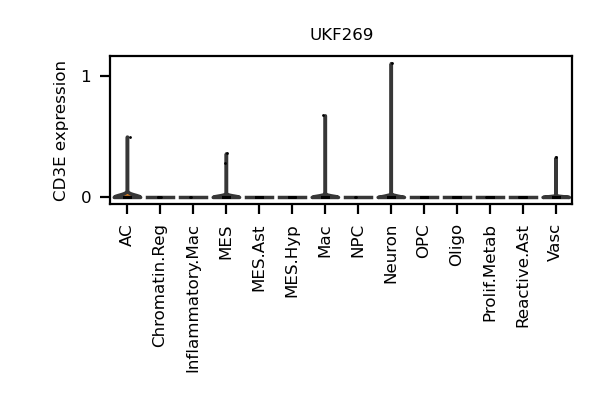 UKF269
CD3E expression
1
0
AC
Chromatin.Reg
Inflammatory.Mac
MES
MES.Ast
MES.Hyp
Mac
NPC
Neuron
OPC
Oligo
Prolif.Metab
Reactive.Ast
Vasc